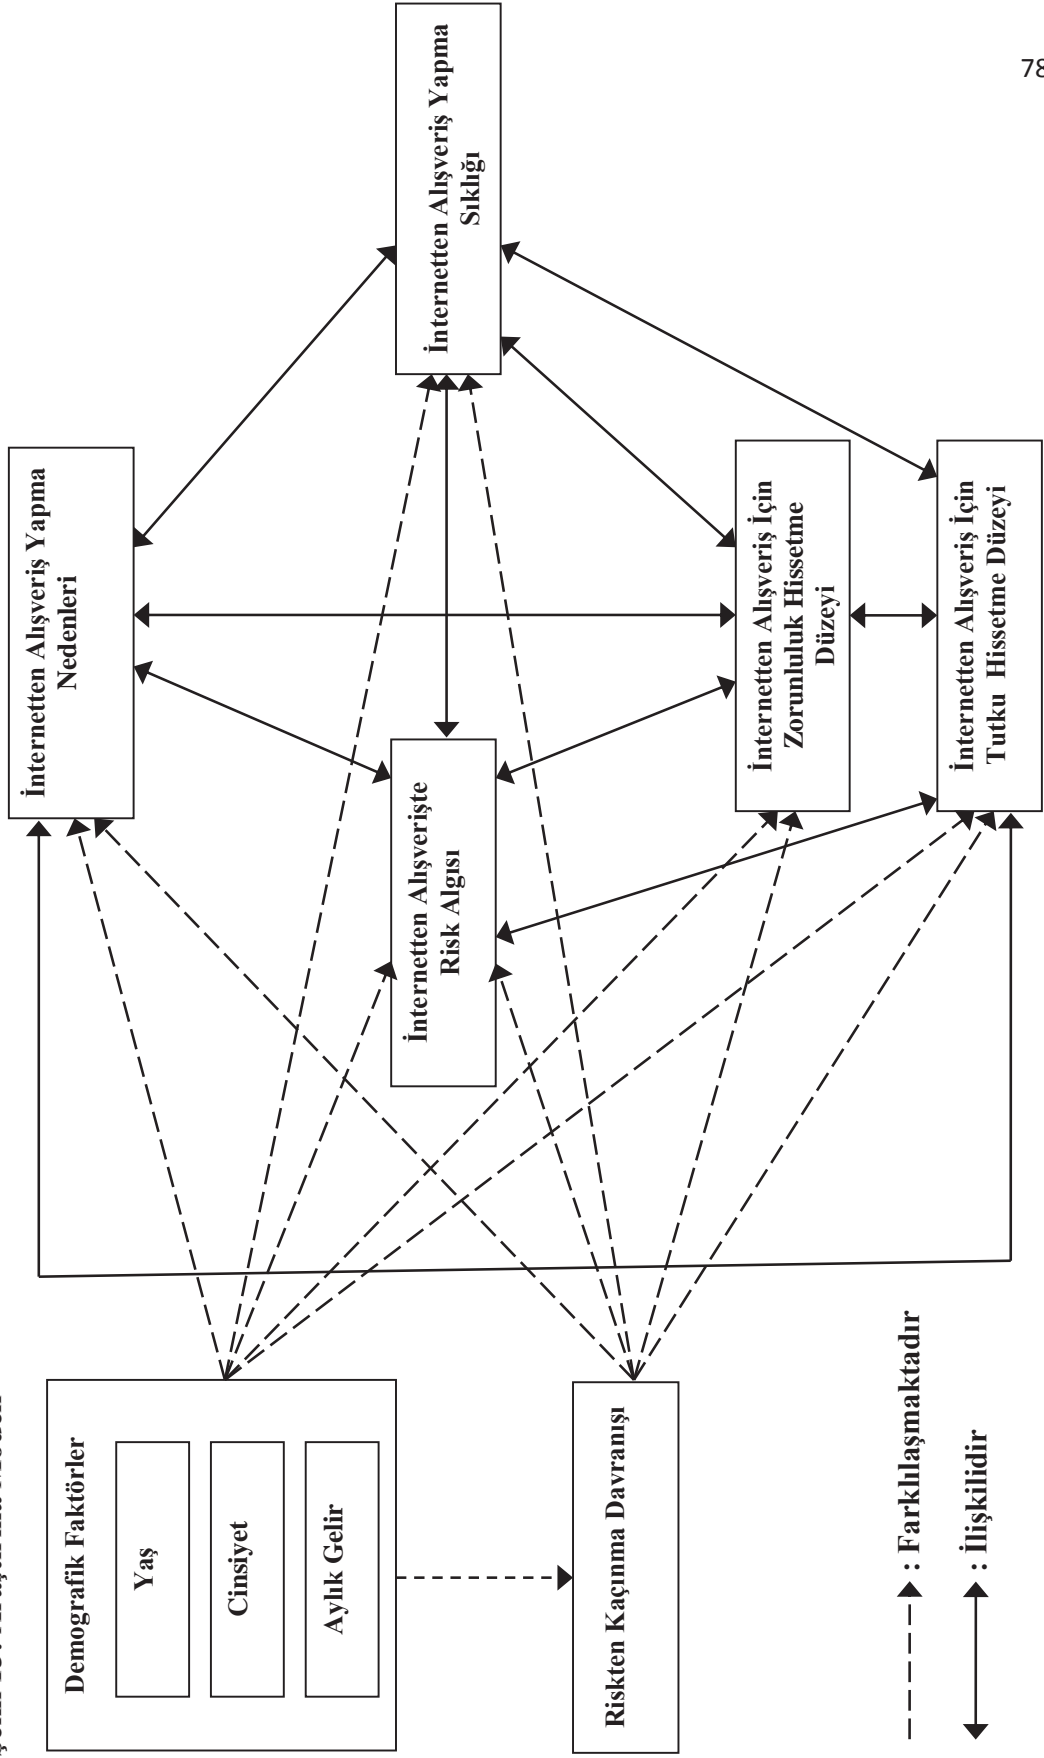 78
Demografik Faktörler
Yaş
Cinsiyet
Aylık Gelir
Riskten Kaçınma Davranışı
İnternetten Alışveriş Yapma
Nedenleri
İnternetten Alışverişte
Risk Algısı
İnternetten Alışveriş İçin
Zorunluluk Hissetme
Düzeyi
İnternetten Alışveriş İçin
Tutku Hissetme Düzeyi
İnternetten Alışveriş Yapma
Sıklığı
: Farklılaşmaktadır
: İlişkilidir